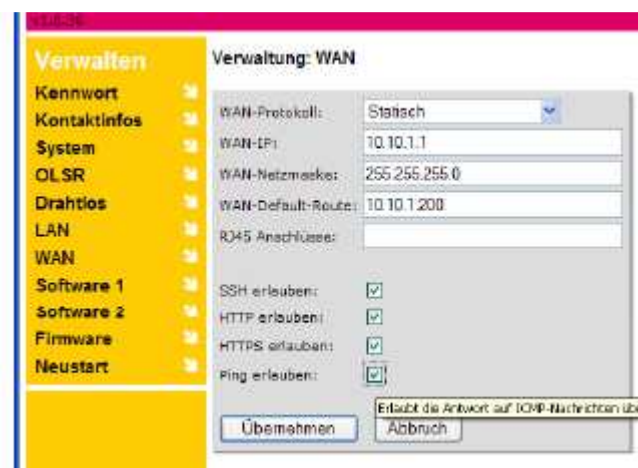 Verwalten
Kennwort
Kontaktinfos
System
OLSR
Drahtlos
LAN
WAN
Software 1
Software 2
Firmware
Neustart
Verwaltung: WAN
WAN-Protokoll: Statisch
WAN-IP: 10.10.1.1
WAN-Netzmaske: 255.255.255.0
WAN-Default-Route: 10.10.1.200
RJ45 Anschlüsse:
SSH erlauben:
HTTP erlauben:
HTTPS erlauben:
Ping erlauben:
Erlaubt die Antwort auf ICMP-Nachrichten
Übernehmen Abbruch